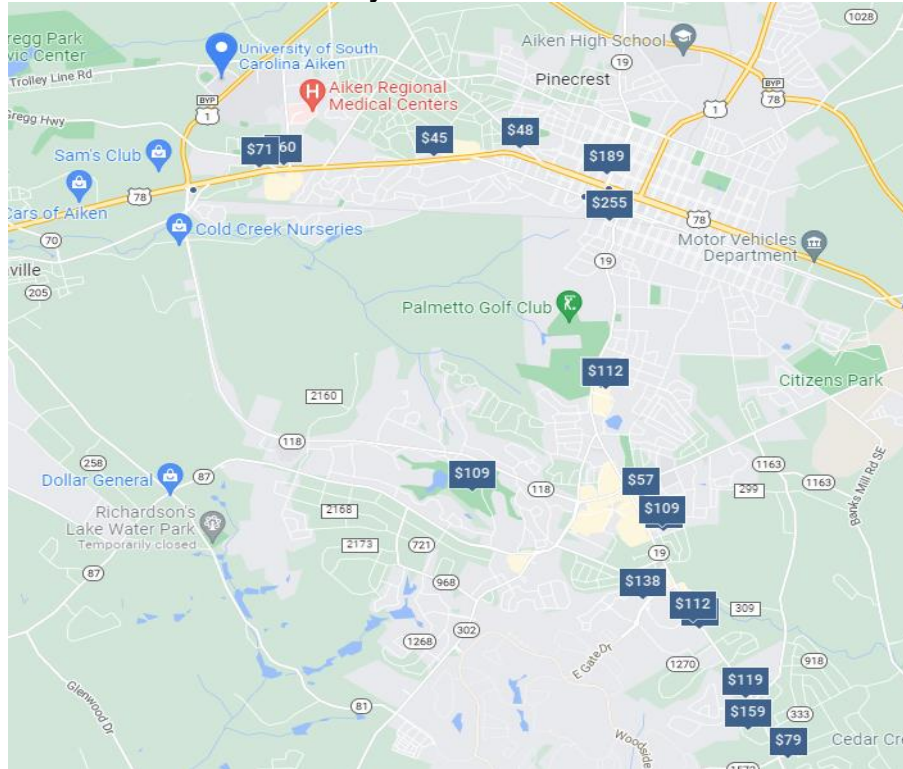 1028
regg Park
vic Center
University of South
Carolina Aiken
Aiken High School
19
Pinecrest
Trolley Line Rd
Aiken Regional
Medical Centers
BYP
78
BYP
1
1
Gregg Hwy
$48
$45
$71
60
$189
Sam's Club
78
Cars of Aiken
$255
78
Cold Creek Nurseries
70
Motor Vehicles
Department
19
ville
205
Palmetto Golf Club
$112
Citizens Park
2160
118
258
87
Dollar General
$109
118
$57
1163
299
1163
Banks Mill Rd SE
Richardson's
Lake Water Park
Temporarily closed
2168
$109
2173
721
19
87
968
$138
$112
309
302
1268
E Gate Dr
1270
918
$119
Glenwood Dr
81
$159
333
Woodside
$79
Cedar Cr